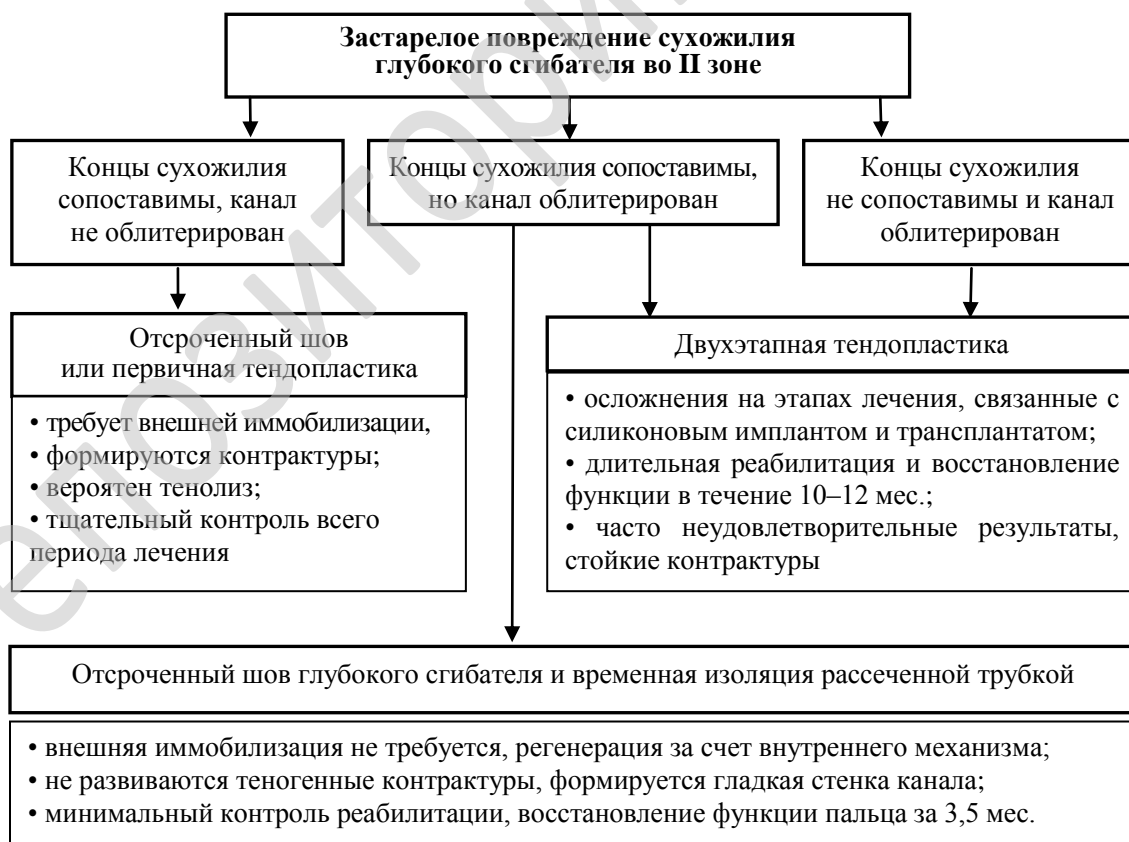 Застарелое повреждение сухожилия
глубокого сгибателя во II зоне
Концы сухожилия
сопоставимы, канал
не облитерирован
Концы сухожилия сопоставимы,
но канал облитерирован
Концы сухожилия
не сопоставимы и канал
облитерирован
Отсроченный шов
или первичная тендопластика
• требует внешней иммобилизации,
• формируются контрактуры;
• вероятен тенолиз;
• тщательный контроль всего
периода лечения
Двухэтапная тендопластика
• осложнения на этапах лечения, связанные с
силиконовым имплантом и трансплантатом;
• длительная реабилитация и восстановление
функции в течение 10–12 мес.;
• часто неудовлетворительные результаты,
стойкие контрактуры
Отсроченный шов глубокого сгибателя и временная изоляция рассеченной трубкой
• внешняя иммобилизация не требуется, регенерация за счет внутреннего механизма;
• не развиваются теногенные контрактуры, формируется гладкая стенка канала;
• минимальный контроль реабилитации, восстановление функции пальца за 3,5 мес.
епозитори